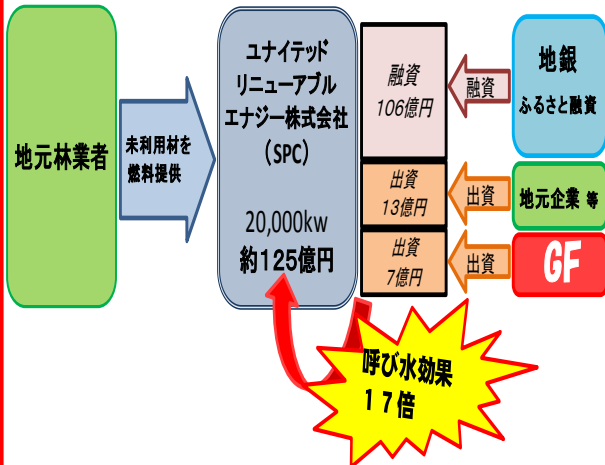 地元林業者
未利用材を
燃料提供
ユナイテッド
リニューアブル
エナジー株式会社
（SPC）
20,000kw
約125億円
融資
106億円
出資
13億円
出資
7億円
融資
出資
出資
地銀
ふるさと融資
地元企業 等
GF
呼び水効果
１７倍